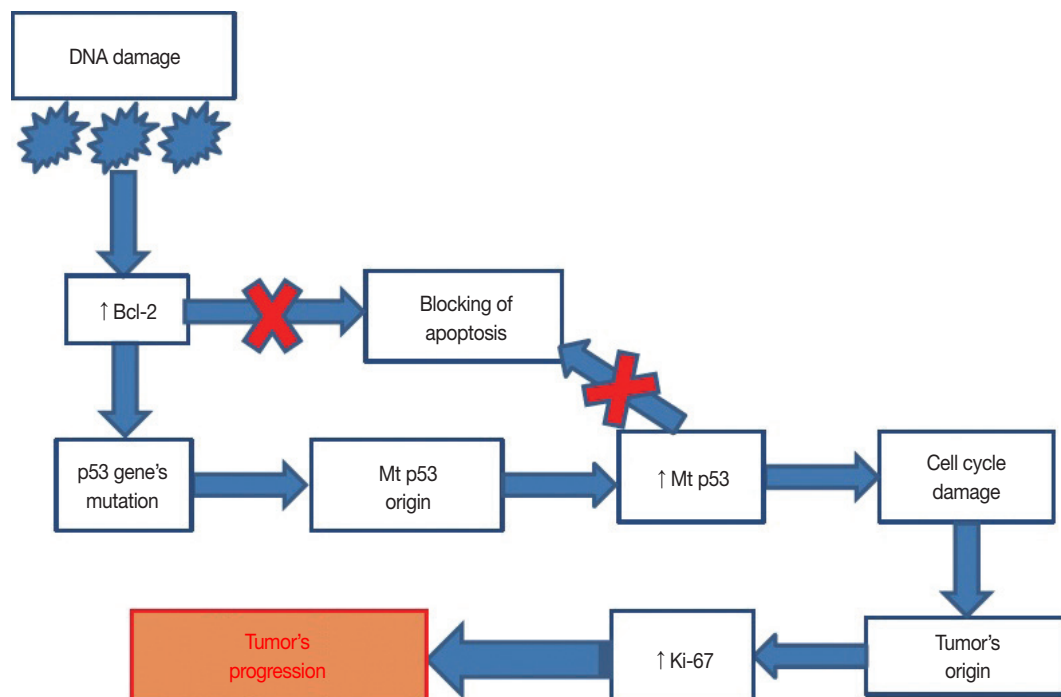 DNA damage
↑ Bcl-2
Blocking of
apoptosis
p53 gene's
mutation
Mt p53
origin
↑ Mt p53
Cell cycle
damage
Tumor's
progression
↑ Ki-67
Tumor's
origin